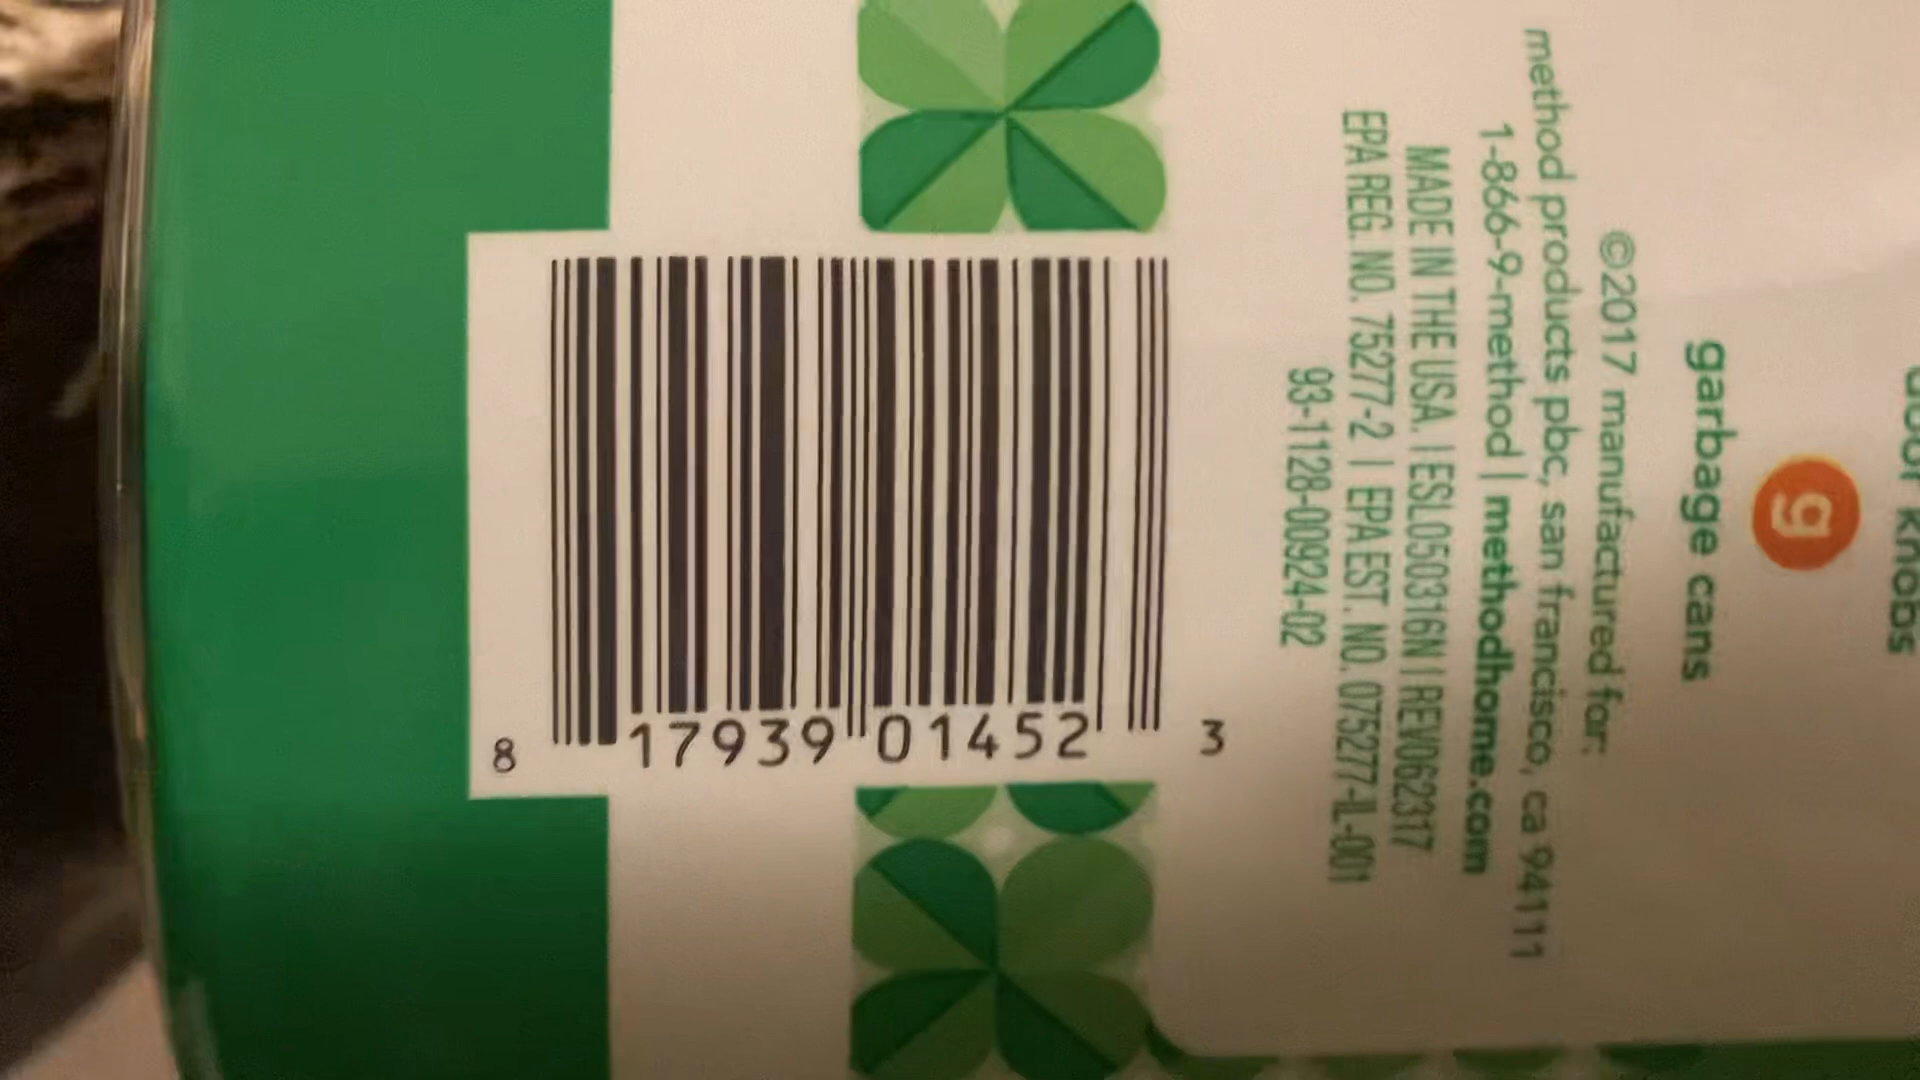 door knobs
g
garbage cans
©2017 manufactured for:
method products pbc, san francisco, ca 94111
1-866-9-method | methodhome.com
MADE IN THE USA. | ESL050316N | REV062317
EPA REG. NO. 75277-2 | EPA EST. NO. 075277-IL-001
93-1128-00924-02
8 17939 01452 3